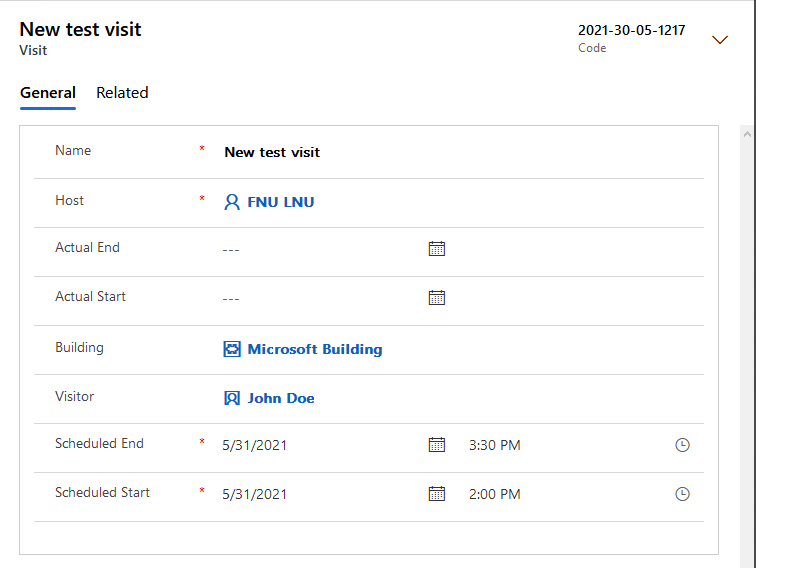 New test visit
Visit
2021-30-05-1217
Code
General Related
Name * New test visit
Host * FNU LNU
Actual End ---
Actual Start ---
Building Microsoft Building
Visitor John Doe
Scheduled End * 5/31/2021 3:30 PM
Scheduled Start * 5/31/2021 2:00 PM